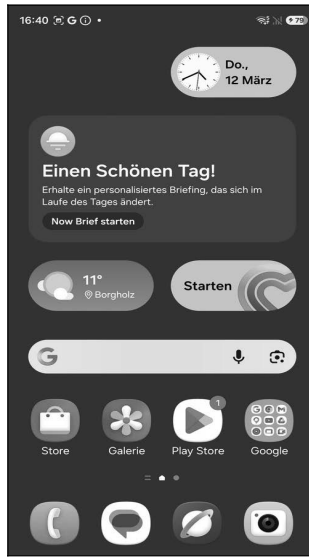 16:40 G
79
Do.,
12 März
Einen Schönen Tag!
Erhalte ein personalisiertes Briefing, das sich im
Laufe des Tages ändert.
Now Brief starten
11°
Borgholz
Starten
G
1
Store
Galerie
Play Store
Google